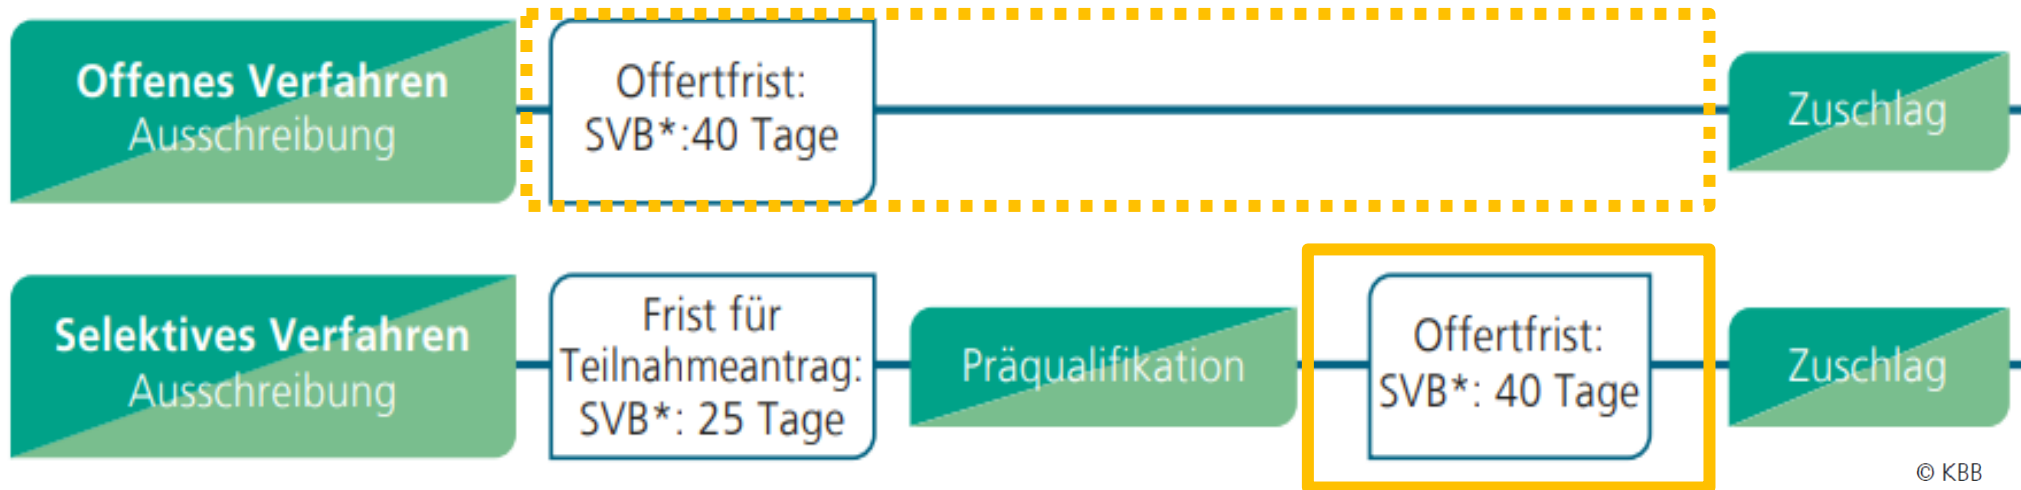 Offenes Verfahren
Ausschreibung
Offertfrist:
SVB*:40 Tage
Zuschlag
Selektives Verfahren
Ausschreibung
Frist für
Teilnahmeantrag:
SVB*: 25 Tage
Präqualifikation
Offertfrist:
SVB*: 40 Tage
Zuschlag
© KBB